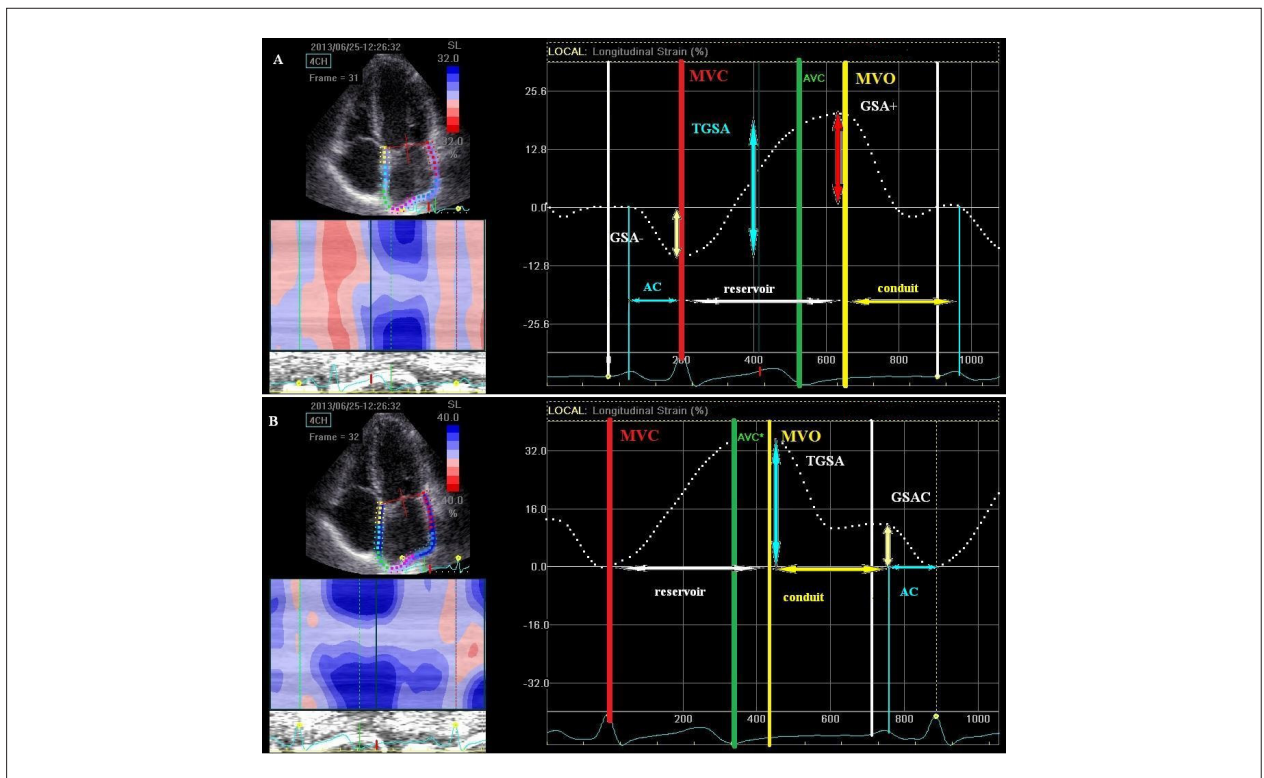 A
2013/06/25-12:26:32
4CH
Frame = 31
SL
32.0
%
LOCAL: Longitudinal Strain (%)
MVC
AVC
MVO
GSA+
TGSA
GSA-
AC
reservoir
conduit
25.6
12.8
0.0
-12.8
-25.6
0 200 400 600 800 1000
B
2013/06/25-12:26:32
4CH
Frame = 32
SL
40.0
%
LOCAL: Longitudinal Strain (%)
MVC
AVC*
MVO
TGSA
GSAC
reservoir
conduit
AC
32.0
16.0
0.0
-16.0
-32.0
200 400 600 800 1000